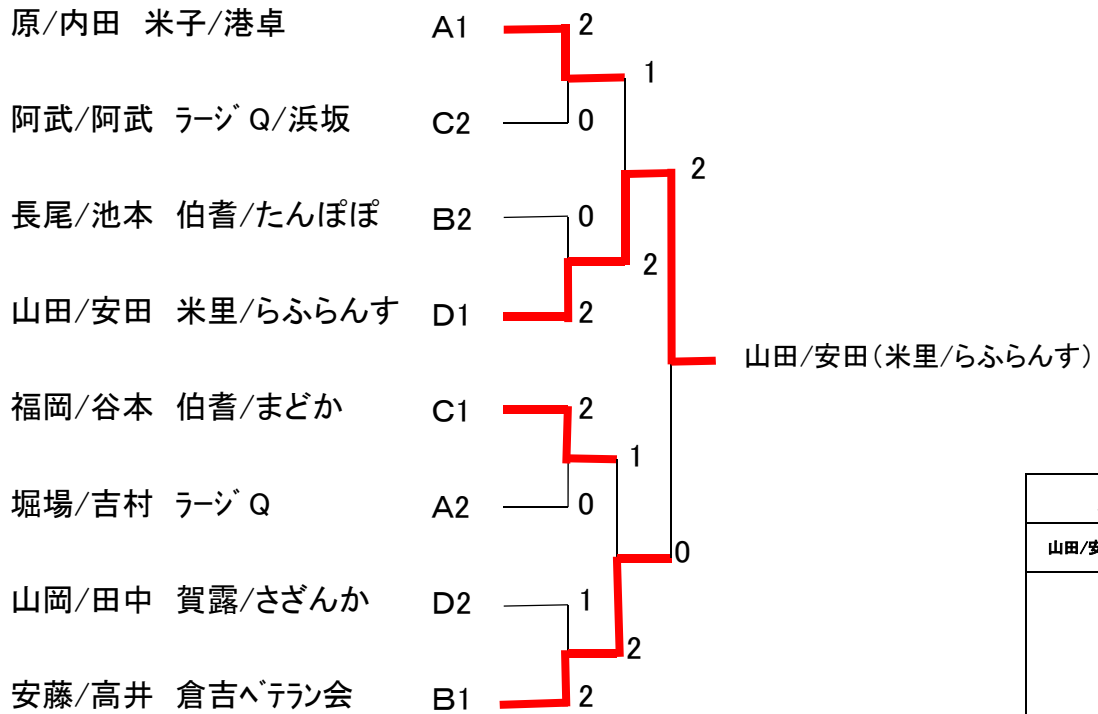 原/内田 米子/港卓 A1 2
1
阿武/阿武 ラージQ/浜坂 C2 0
2
長尾/池本 伯耆/たんぽぽ B2 0
2
山田/安田 米里/らふらんす D1 2
山田/安田(米里/らふらんす)
福岡/谷本 伯耆/まどか C1 2
1
堀場/吉村 ラージQ A2 0
0
山田/安
山岡/田中 賀露/さざんか D2 1
2
安藤/高井 倉吉ベテラン会 B1 2